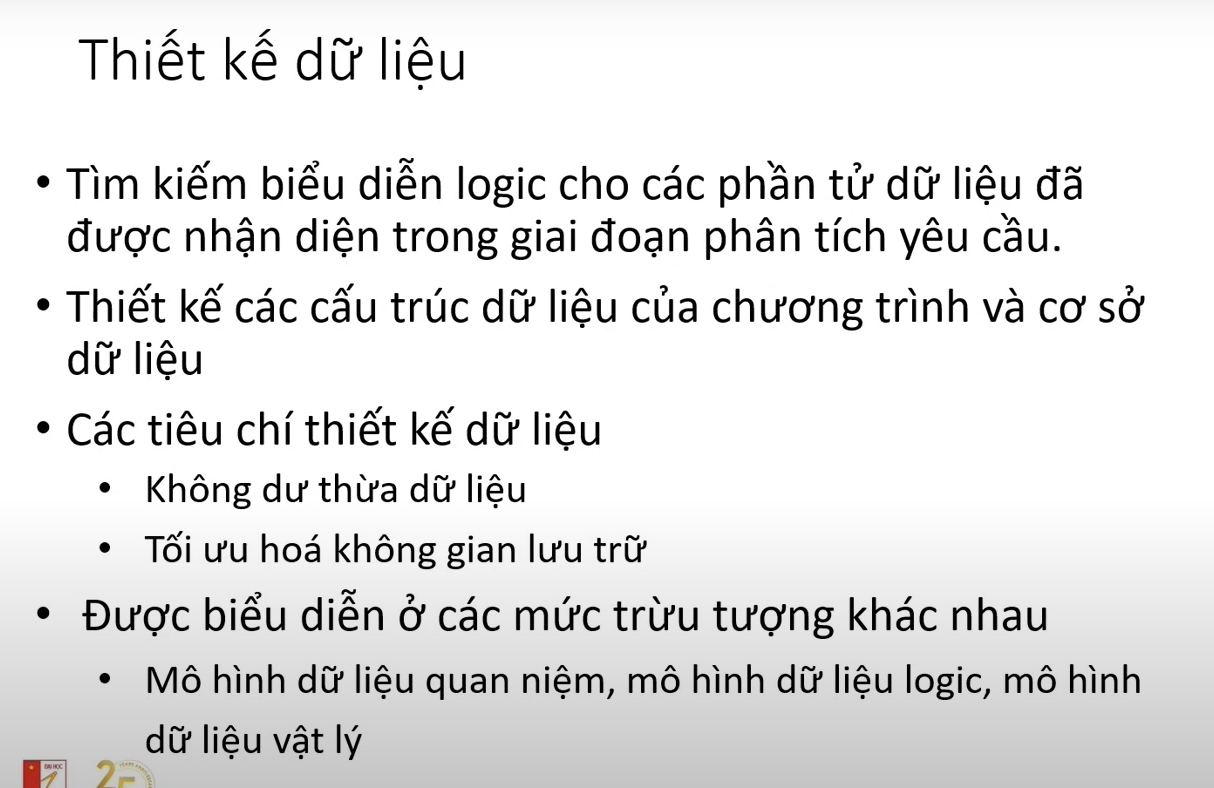 Thiết kế dữ liệu
• Tìm kiếm biểu diễn logic cho các phần tử dữ liệu đã
được nhận diện trong giai đoạn phân tích yêu cầu.
• Thiết kế các cấu trúc dữ liệu của chương trình và cơ sở
dữ liệu
• Các tiêu chí thiết kế dữ liệu
• Không dư thừa dữ liệu
• Tối ưu hoá không gian lưu trữ
• Được biểu diễn ở các mức trừu tượng khác nhau
• Mô hình dữ liệu quan niệm, mô hình dữ liệu logic, mô hình
dữ liệu vật lý
ĐẠI HỌC
25